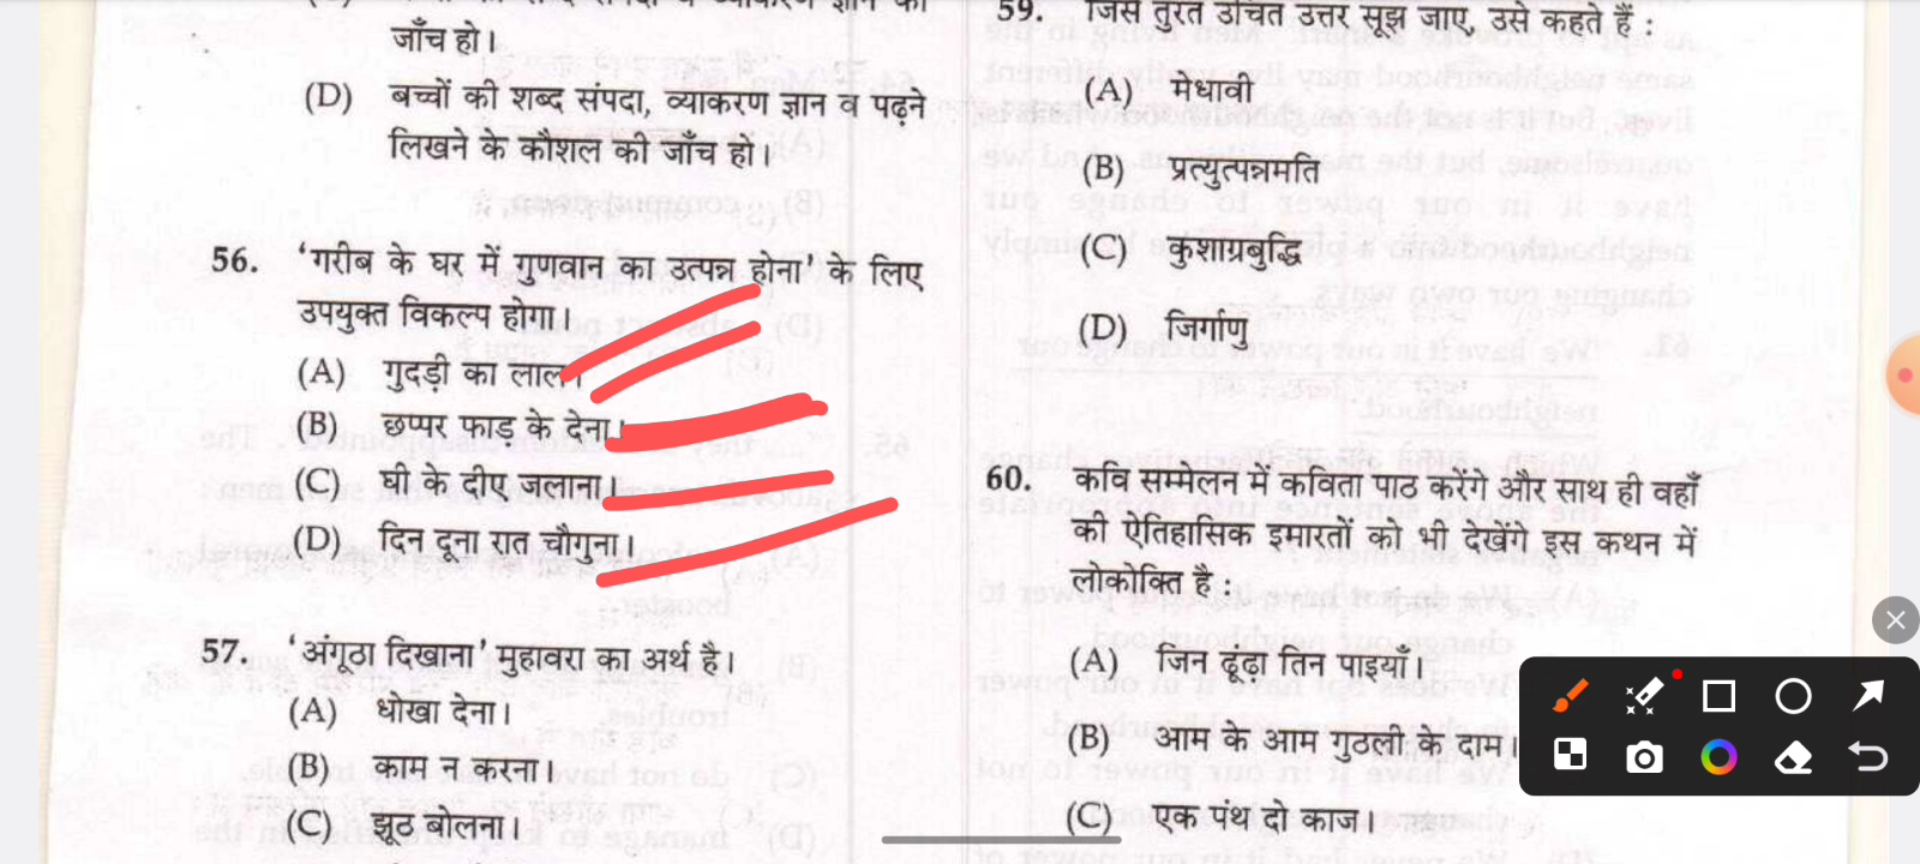 जाँच हो।
(D) बच्चों की शब्द संपदा, व्याकरण ज्ञान व पढ़ने
लिखने के कौशल की जाँच हो।
56. ‘गरीब के घर में गुणवान का उत्पन्न होना’ के लिए
उपयुक्त विकल्प होगा।
(A) गुदड़ी का लाल।
(B) छप्पर फाड़ के देना।
(C) घी के दीए जलाना।
(D) दिन दूना रात चौगुना।
57. ‘अंगूठा दिखाना’ मुहावरा का अर्थ है।
(A) धोखा देना।
(B) काम न करना।
(C) झूठ बोलना।
59. जिसे तुरंत उचित उत्तर सूझ जाए, उसे कहते हैं :
(A) मेधावी
(B) प्रत्युत्पन्नमति
(C) कुशाग्रबुद्धि
(D) जिर्गाणु
60. कवि सम्मेलन में कविता पाठ करेंगे और साथ ही वहाँ
की ऐतिहासिक इमारतों को भी देखेंगे इस कथन में
लोकोक्ति है :
(A) जिन ढूंढ़ा तिन पाइयाँ।
(B) आम के आम गुठली के दाम।
(C) एक पंथ दो काज।